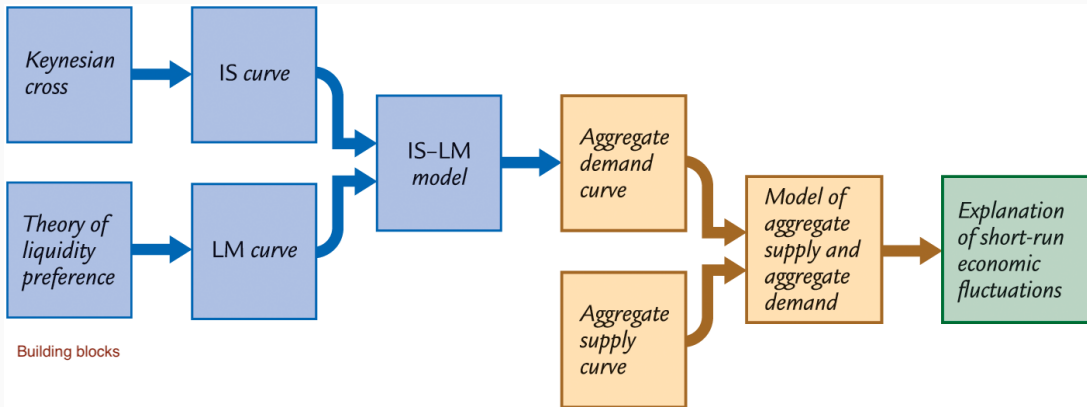 Keynesian
cross
IS curve
Theory of
liquidity
preference
LM curve
IS–LM
model
Aggregate
demand
curve
Aggregate
supply
curve
Model of
aggregate
supply and
aggregate
demand
Explanation
of short-run
economic
fluctuations
Building blocks